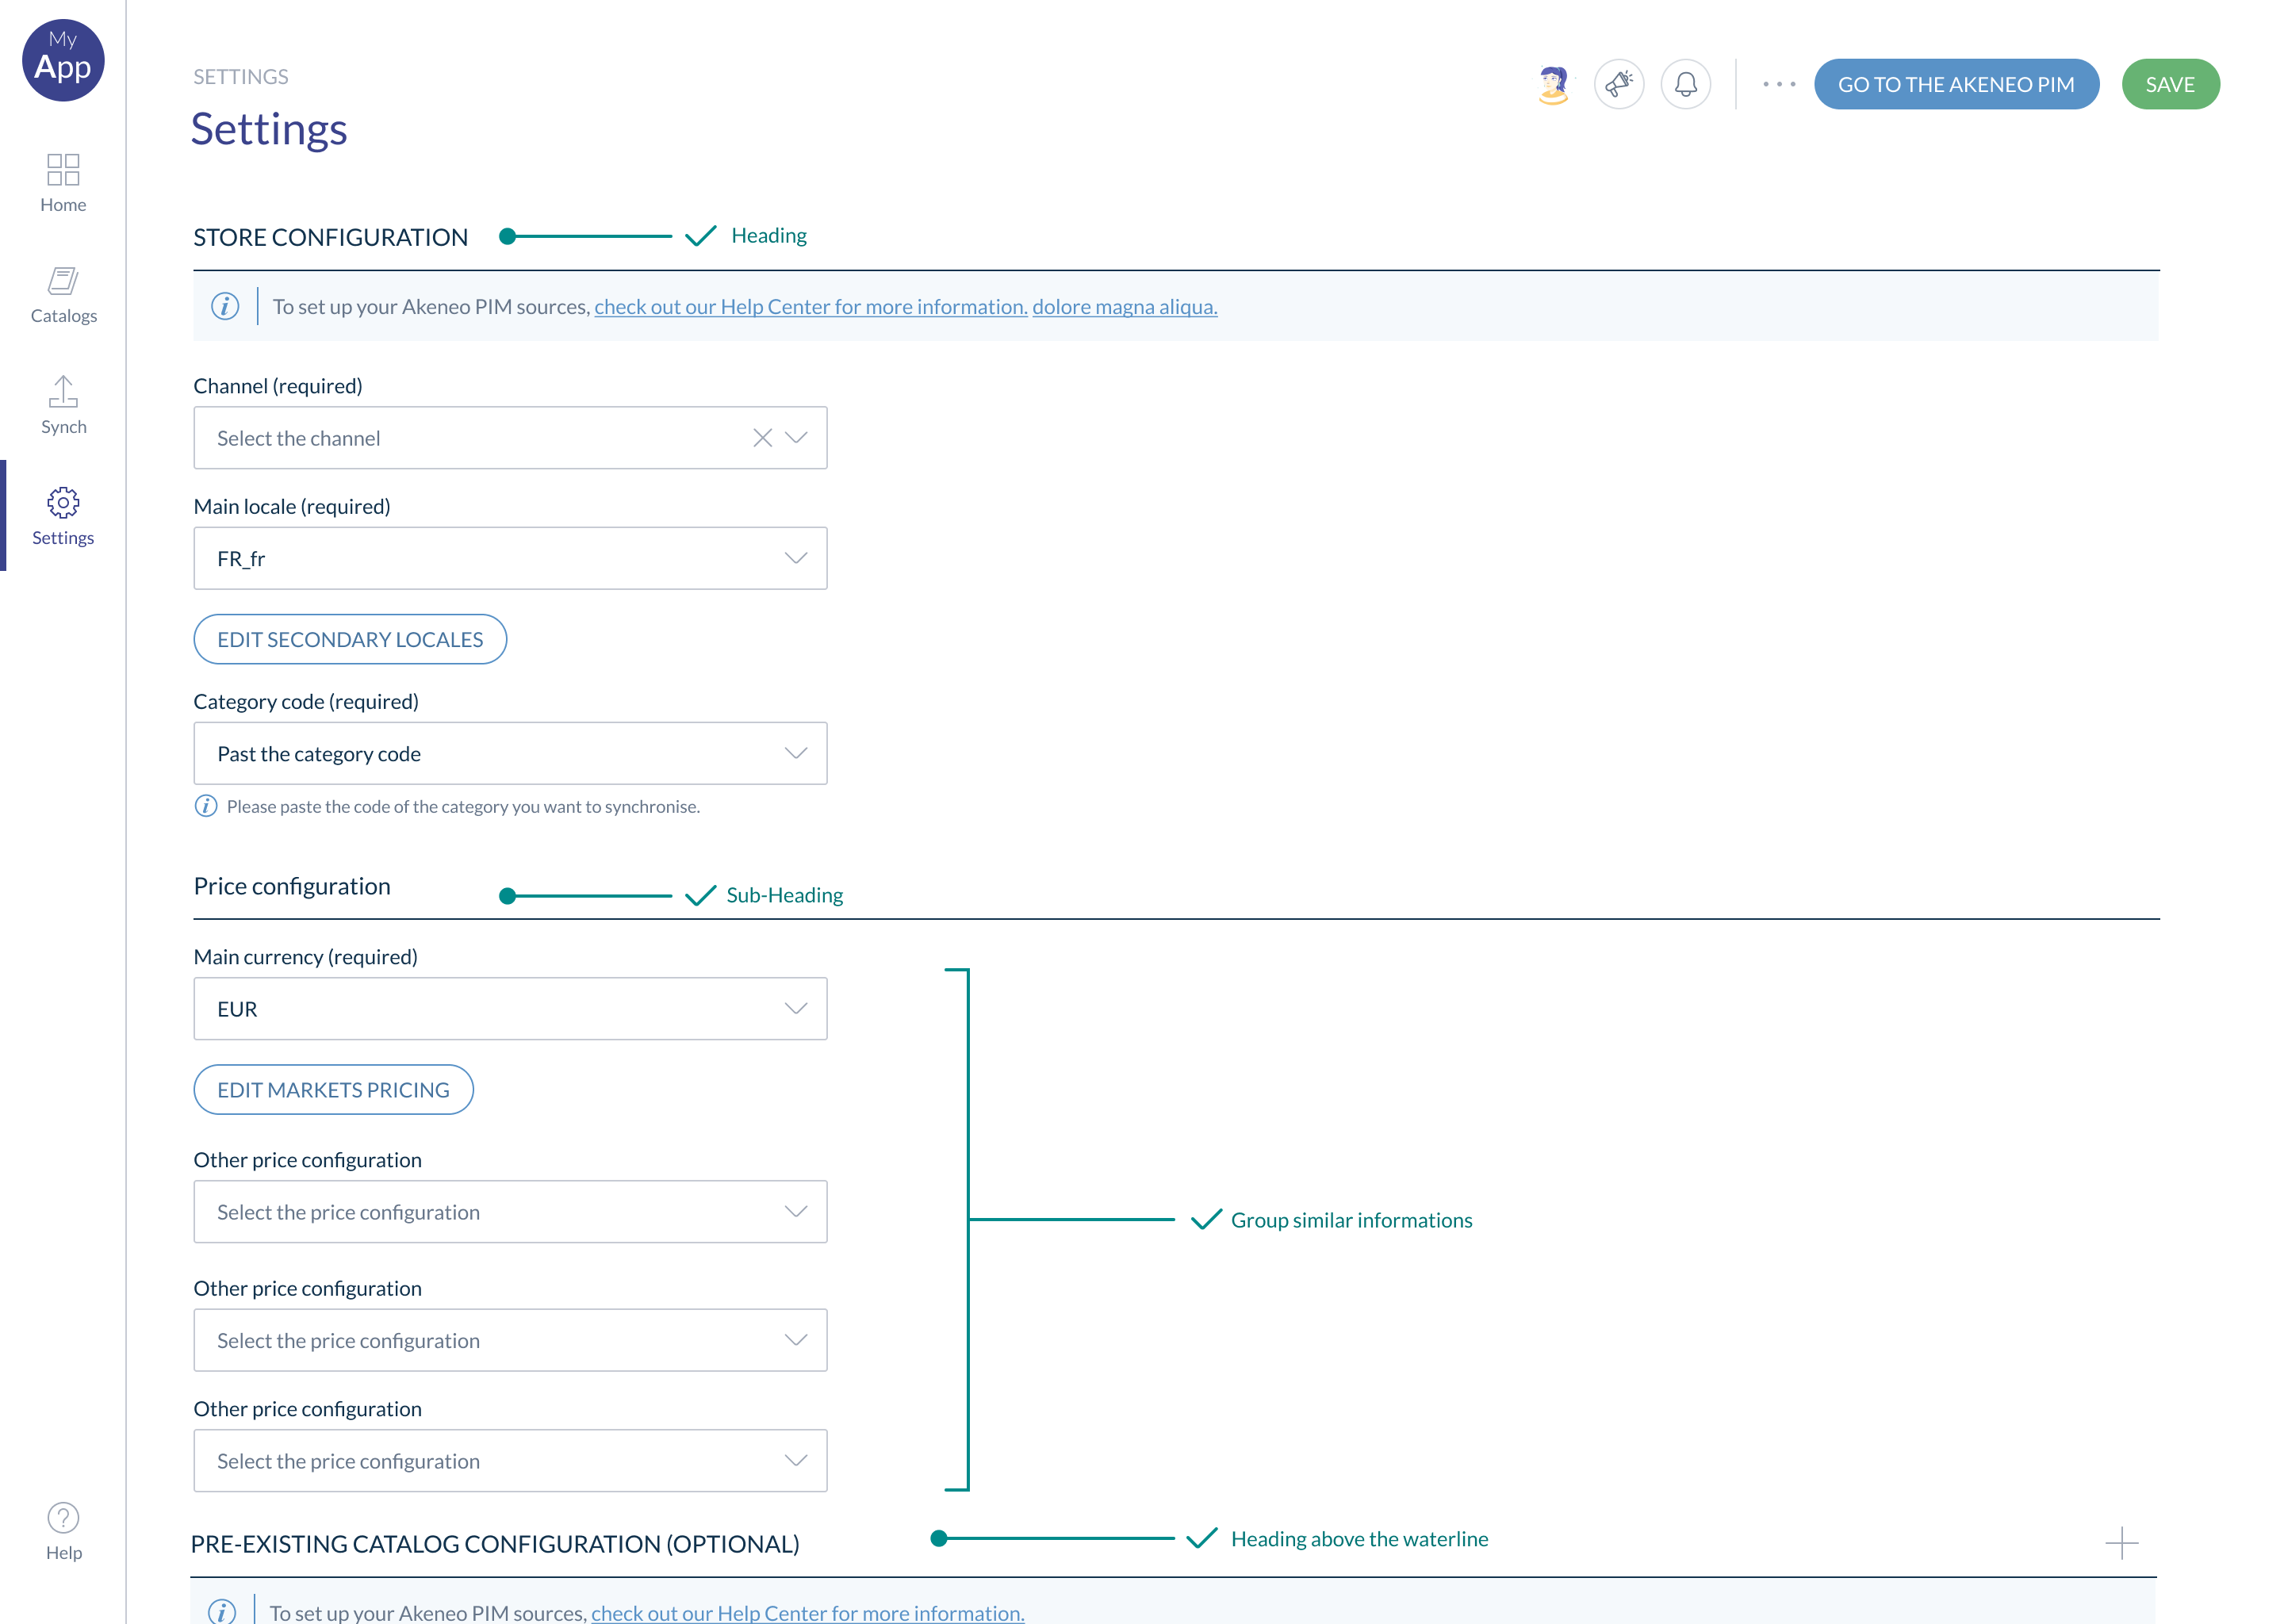 My
App
Home
Catalogs
Synch
Settings
Help
SETTINGS
Settings
GO TO THE AKENEO PIM
SAVE
STORE CONFIGURATION
Heading
To set up your Akeneo PIM sources, check out our Help Center for more information. dolore magna aliqua.
Channel (required)
Select the channel
Main locale (required)
FR_fr
EDIT SECONDARY LOCALES
Category code (required)
Past the category code
Please paste the code of the category you want to synchronise.
Price configuration
Sub-Heading
Main currency (required)
EUR
EDIT MARKETS PRICING
Other price configuration
Select the price configuration
Group similar informations
Other price configuration
Select the price configuration
Other price configuration
Select the price configuration
PRE-EXISTING CATALOG CONFIGURATION (OPTIONAL)
Heading above the waterline
To set up your Akeneo PIM sources, check out our Help Center for more information.